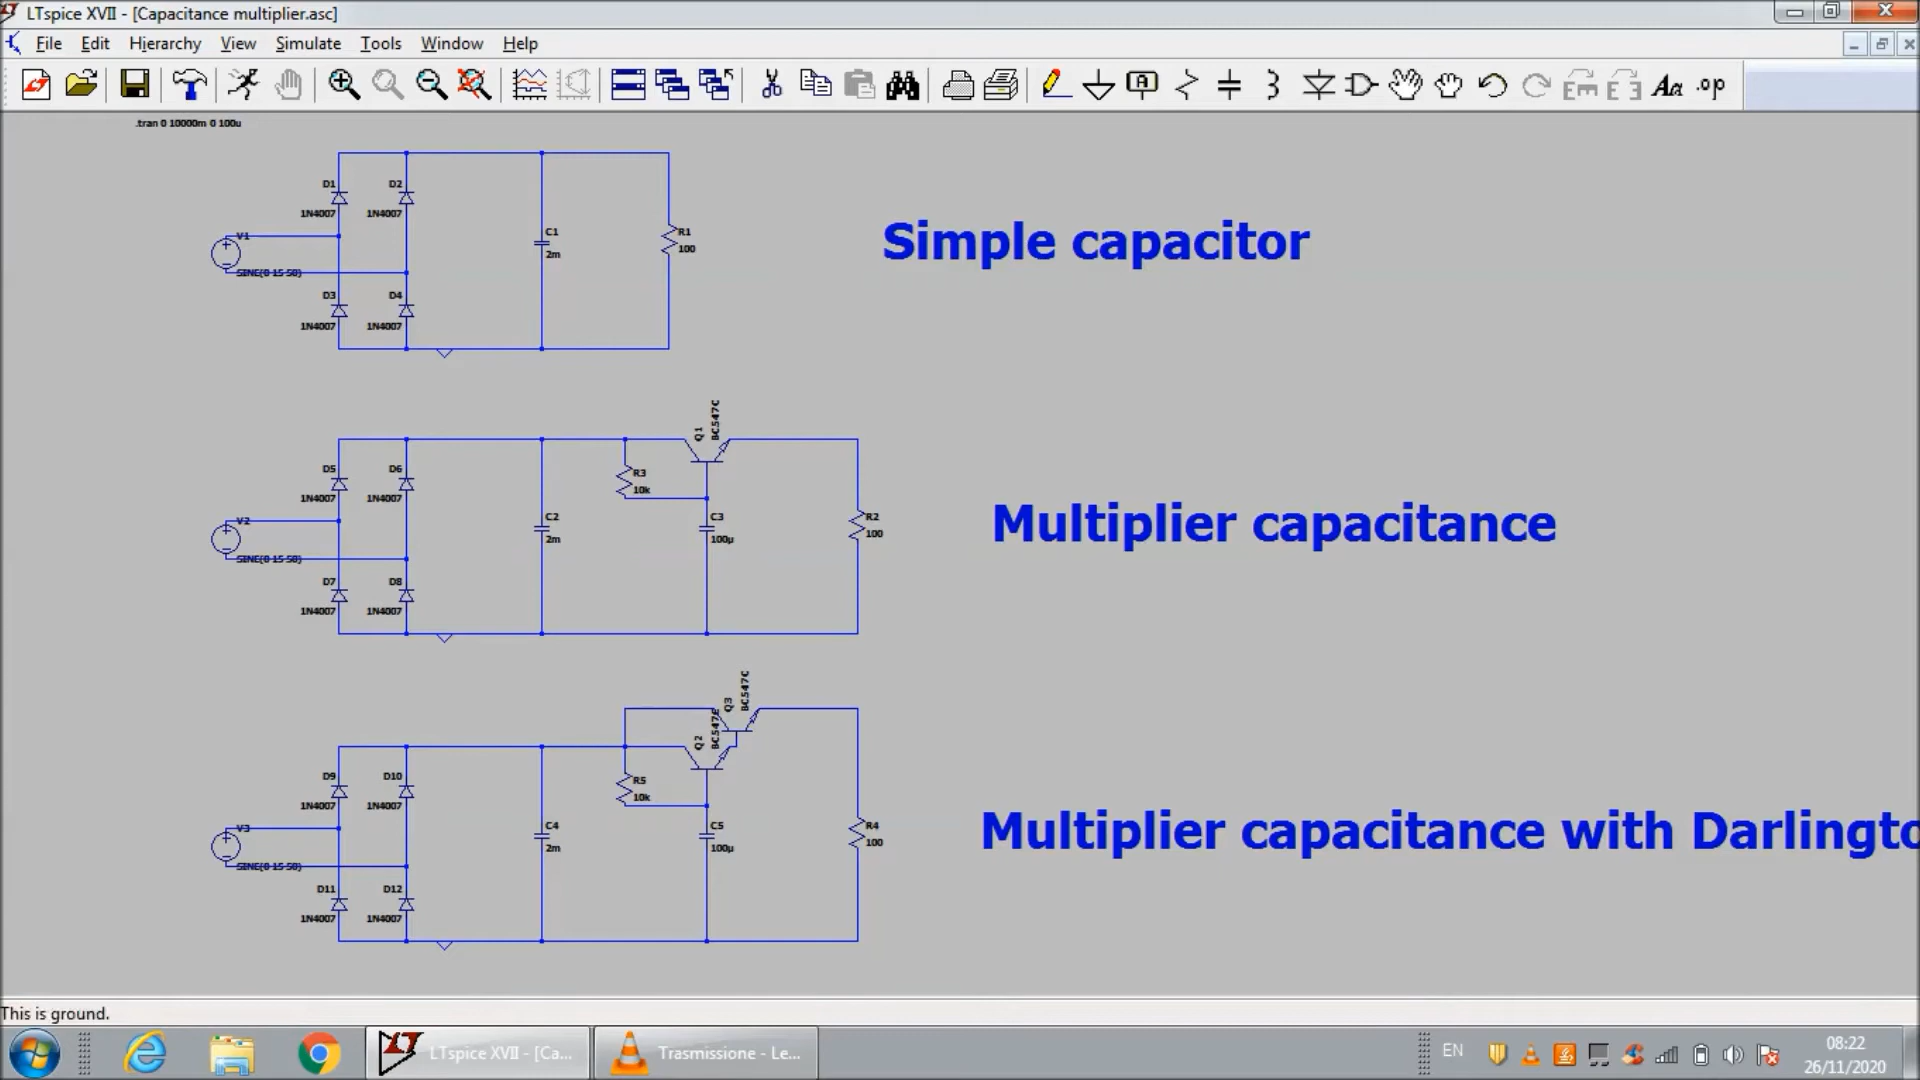 LTspice XVII - [Capacitance multiplier.asc]
File Edit Hierarchy View Simulate Tools Window Help
A Aa .op
.tran 0 10000m 0 100u
D1 D2
1N4007 1N4007
V1
SINE(0 15 50)
C1
2m
R1
100
D3 D4
1N4007 1N4007
Simple capacitor
Q1 BC547C
D5 D6
1N4007 1N4007
R3
10k
V2
SINE(0 15 50)
C2
2m
C3
100µ
R2
100
D7 D8
1N4007 1N4007
Multiplier capacitance
Q3 BC547C
Q2 BC547C
D9 D10
1N4007 1N4007
R5
10k
V3
SINE(0 15 50)
C4
2m
C5
100µ
R4
100
D11 D12
1N4007 1N4007
Multiplier capacitance with Darlingto
This is ground.
LTspice XVII - [Ca...
Trasmissione - Le...
EN
08:22
26/11/2020